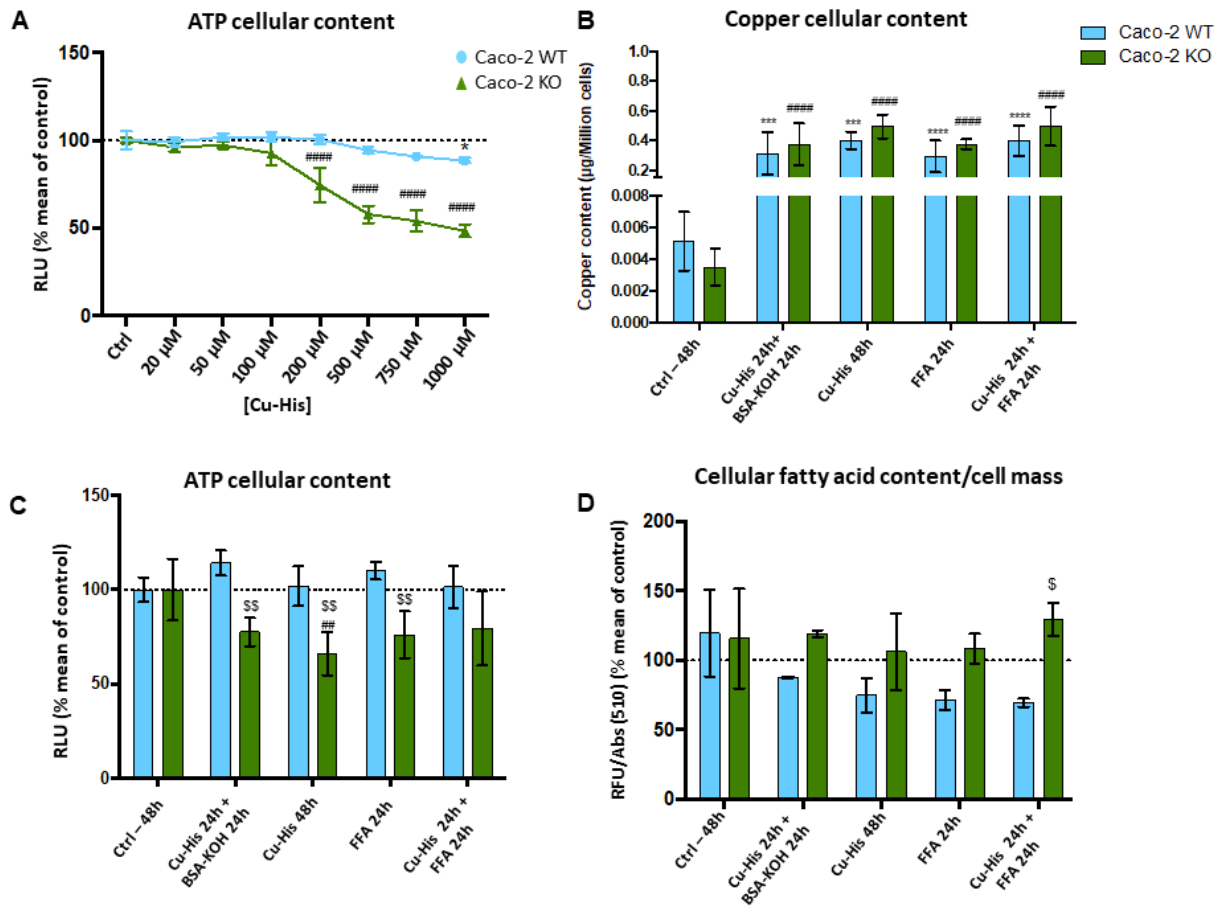 A
ATP cellular content
Caco-2 WT
Caco-2 KO
RLU (% mean of control)
150
100
50
0
*
####
####
####
####
Ctrl
20 µM
50 µM
100 µM
200 µM
500 µM
750 µM
1000 µM
[Cu-His]
B
Copper cellular content
Caco-2 WT
Caco-2 KO
Copper content (µg/Million cells)
1.0
0.8
0.6
0.4
0.2
0.008
0.006
0.004
0.002
0.000
***
####
***
####
****
####
****
####
Ctrl – 48h
Cu-His 24h+
BSA-KOH 24h
Cu-His 48h
FFA 24h
Cu-His 24h +
FFA 24h
C
ATP cellular content
RLU (% mean of control)
150
100
50
0
$$
$$
##
$$
Ctrl – 48h
Cu-His 24h +
BSA-KOH 24h
Cu-His 48h
FFA 24h
Cu-His 24h +
FFA 24h
D
Cellular fatty acid content/cell mass
RFU/Abs (510) (% mean of control)
200
150
100
50
0
$
Ctrl – 48h
Cu-His 24h +
BSA-KOH 24h
Cu-His 48h
FFA 24h
Cu-His 24h +
FFA 24h